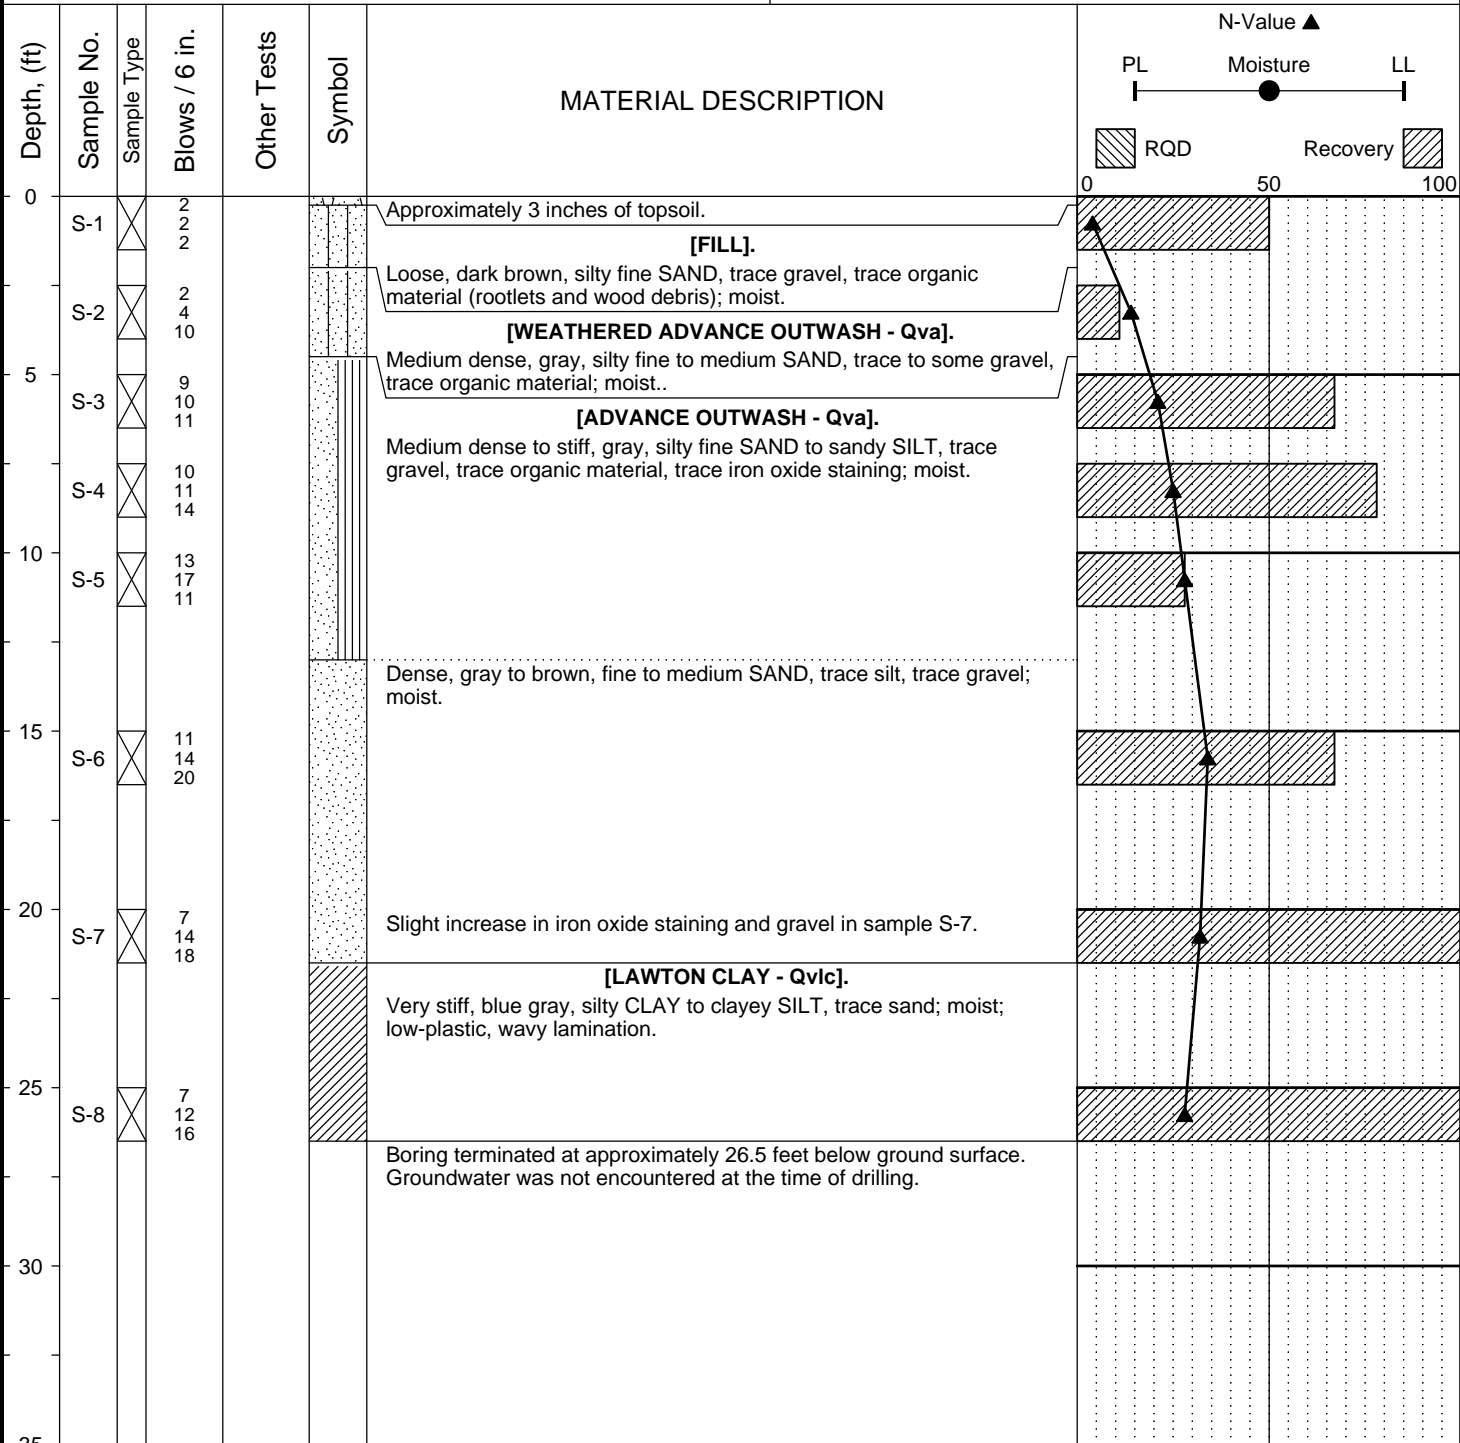 Depth, (ft)
Sample No.
Sample Type
Blows / 6 in.
Other Tests
Symbol
MATERIAL DESCRIPTION
N-Value ▲
PL Moisture LL
RQD Recovery
0 50 100
0
S-1
2
2
2
Approximately 3 inches of topsoil.
[FILL].
Loose, dark brown, silty fine SAND, trace gravel, trace organic
material (rootlets and wood debris); moist.
S-2
2
4
10
[WEATHERED ADVANCE OUTWASH - Qva].
Medium dense, gray, silty fine to medium SAND, trace to some gravel,
trace organic material; moist..
5
S-3
9
10
11
[ADVANCE OUTWASH - Qva].
Medium dense to stiff, gray, silty fine SAND to sandy SILT, trace
gravel, trace organic material, trace iron oxide staining; moist.
S-4
10
11
14
10
S-5
13
17
11
Dense, gray to brown, fine to medium SAND, trace silt, trace gravel;
moist.
15
S-6
11
14
20
20
S-7
7
14
18
Slight increase in iron oxide staining and gravel in sample S-7.
[LAWTON CLAY - Qvlc].
Very stiff, blue gray, silty CLAY to clayey SILT, trace sand; moist;
low-plastic, wavy lamination.
25
S-8
7
12
16
Boring terminated at approximately 26.5 feet below ground surface.
Groundwater was not encountered at the time of drilling.
30